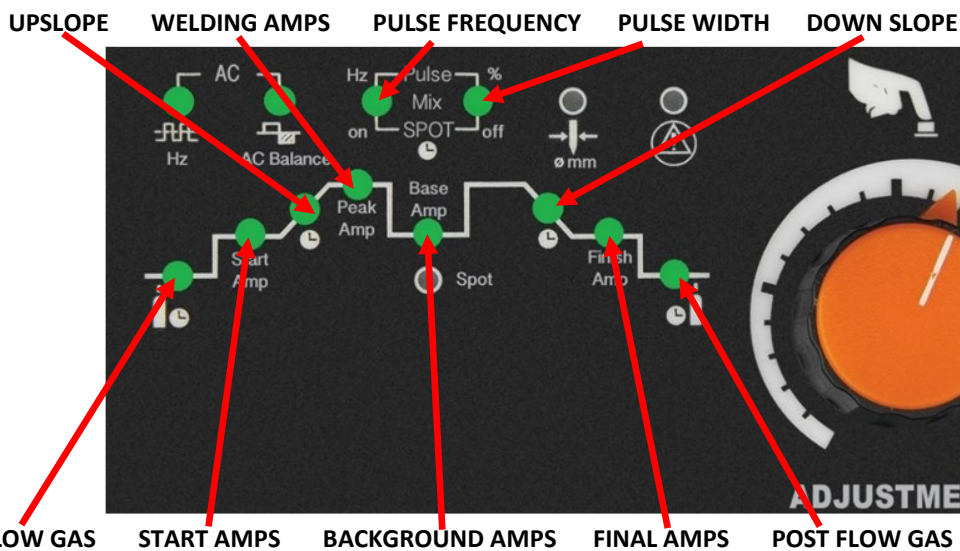 UPSLOPE WELDING AMPS PULSE FREQUENCY PULSE WIDTH DOWN SLOPE
AC
Hz Pulse %
Mix
on SPOT off
Hz AC Balance
ø mm
Peak
Amp
Base
Amp
Start
Amp
Spot
Finish
Amp
ADJUSTME
LOW GAS START AMPS BACKGROUND AMPS FINAL AMPS POST FLOW GAS